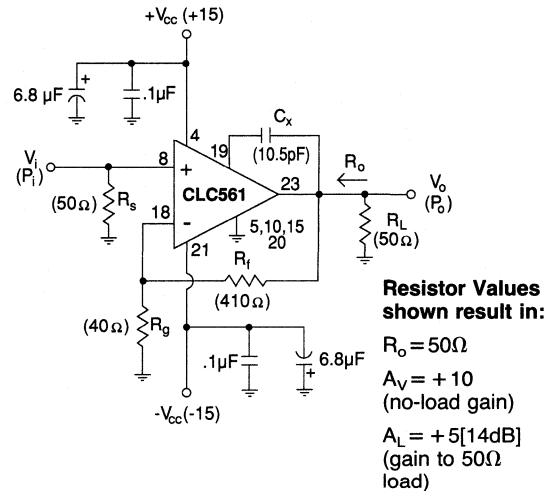 +Vcc (+15)
6.8 µF
+
.1µF
4
Cx
19
(10.5pF)
Ro
Vi
(Pi)
8
+
CLC561
23
Vo
(Po)
(50Ω)
Rs
18
-
5,10,15
20
RL
(50Ω)
21
Rf
(410Ω)
(40Ω)
Rg
.1µF
6.8µF
+
-Vcc(-15)
Resistor Values
shown result in:
Ro = 50Ω
AV = +10
(no-load gain)
AL = +5[14dB]
(gain to 50Ω
load)